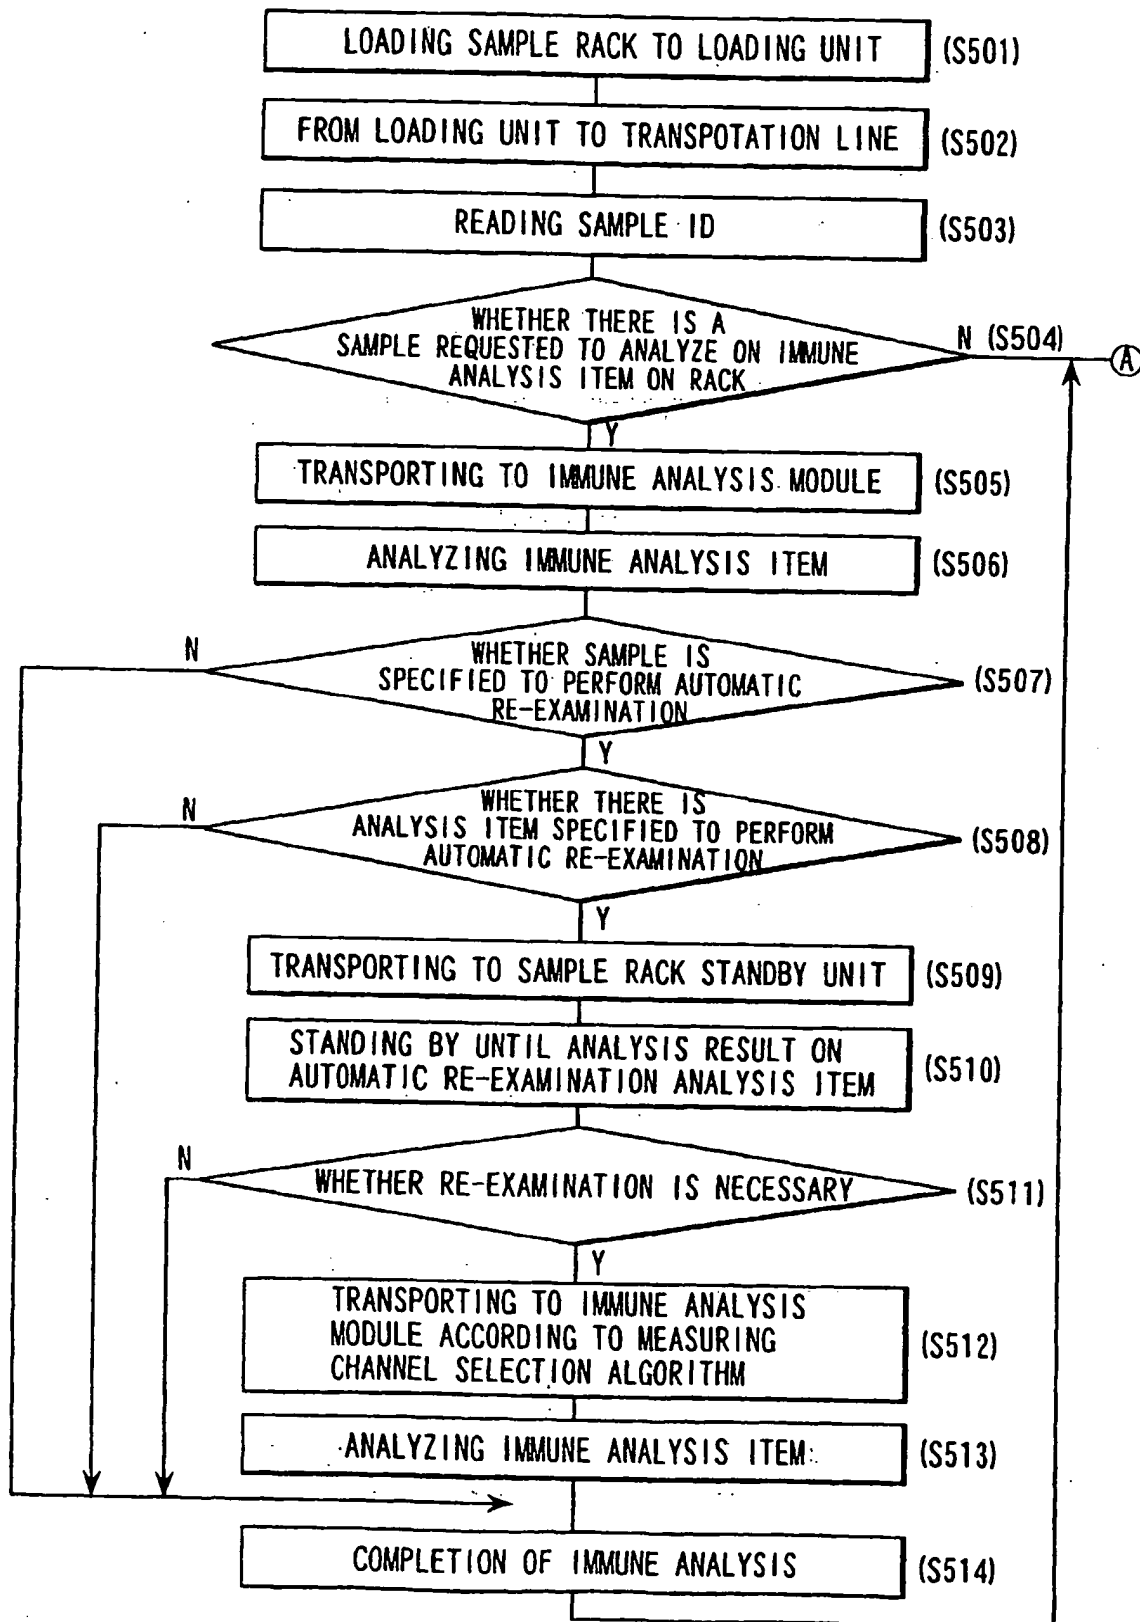 LOADING SAMPLE RACK TO LOADING UNIT (S501)
FROM LOADING UNIT TO TRANSPOTATION LINE (S502)
READING SAMPLE ID (S503)
WHETHER THERE IS A
SAMPLE REQUESTED TO ANALYZE ON IMMUNE
ANALYSIS ITEM ON RACK
N (S504)
A
Y
TRANSPORTING TO IMMUNE ANALYSIS MODULE (S505)
ANALYZING IMMUNE ANALYSIS ITEM (S506)
N
WHETHER SAMPLE IS
SPECIFIED TO PERFORM AUTOMATIC
RE-EXAMINATION
(S507)
Y
N
WHETHER THERE IS
ANALYSIS ITEM SPECIFIED TO PERFORM
AUTOMATIC RE-EXAMINATION
(S508)
Y
TRANSPORTING TO SAMPLE RACK STANDBY UNIT (S509)
STANDING BY UNTIL ANALYSIS RESULT ON
AUTOMATIC RE-EXAMINATION ANALYSIS ITEM
(S510)
N
WHETHER RE-EXAMINATION IS NECESSARY (S511)
Y
TRANSPORTING TO IMMUNE ANALYSIS
MODULE ACCORDING TO MEASURING
CHANNEL SELECTION ALGORITHM
(S512)
ANALYZING IMMUNE ANALYSIS ITEM (S513)
COMPLETION OF IMMUNE ANALYSIS (S514)